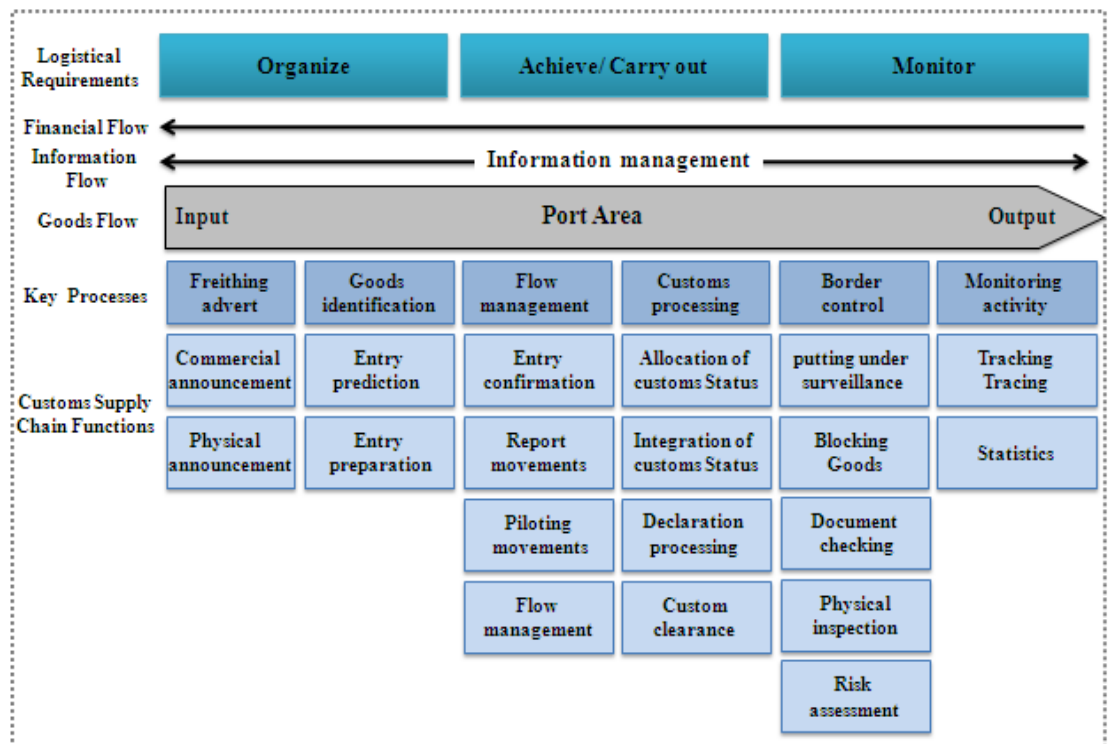 Logistical
Requirements
Organize
Achieve/ Carry out
Monitor
Financial Flow
Information
Flow
Information management
Goods Flow
Input
Port Area
Output
Key Processes
Freithing
advert
Goods
identification
Flow
management
Customs
processing
Border
control
Monitoring
activity
Customs Supply
Chain Functions
Commercial
announcement
Entry
prediction
Entry
confirmation
Allocation of
customs Status
putting under
surveillance
Tracking
Tracing
Physical
announcement
Entry
preparation
Report
movements
Integration of
customs Status
Blocking
Goods
Statistics
Piloting
movements
Declaration
processing
Document
checking
Flow
management
Custom
clearance
Physical
inspection
Risk
assessment